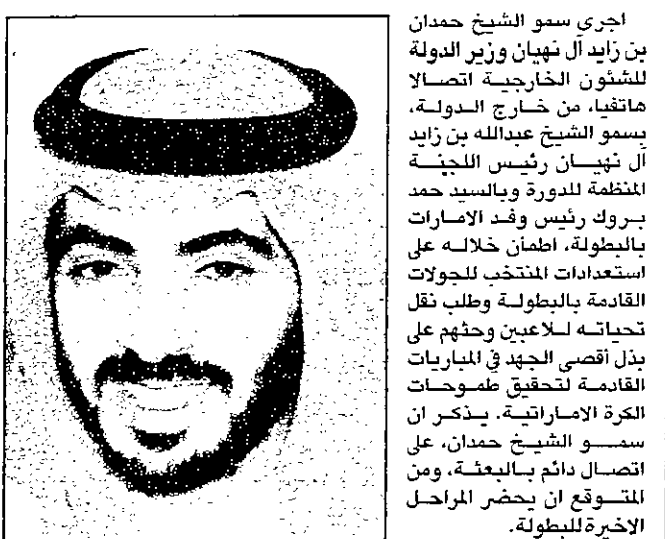 اجرى سمو الشيخ حمدان
بن زايد آل نهيان وزير الدولة
للشئون الخارجية اتصالا
هاتفيا، من خارج الدولة،
بسمو الشيخ عبدالله بن زايد
آل نهيان رئيس اللجنة
المنظمة للدورة وبالسيد حمد
بروك رئيس وفد الامارات
بالبطولة، اطمأن خلاله على
استعدادات المنتخب للجولات
القادمة بالبطولة وطلب نقل
تحياته للاعبين وحثهم على
بذل أقصى الجهد في المباريات
القادمة لتحقيق طموحات
الكرة الاماراتية. يذكر ان
سمو الشيخ حمدان، على
اتصال دائم بالبعثة، ومن
المتوقع ان يحضر المراحل
الاخيرة للبطولة.